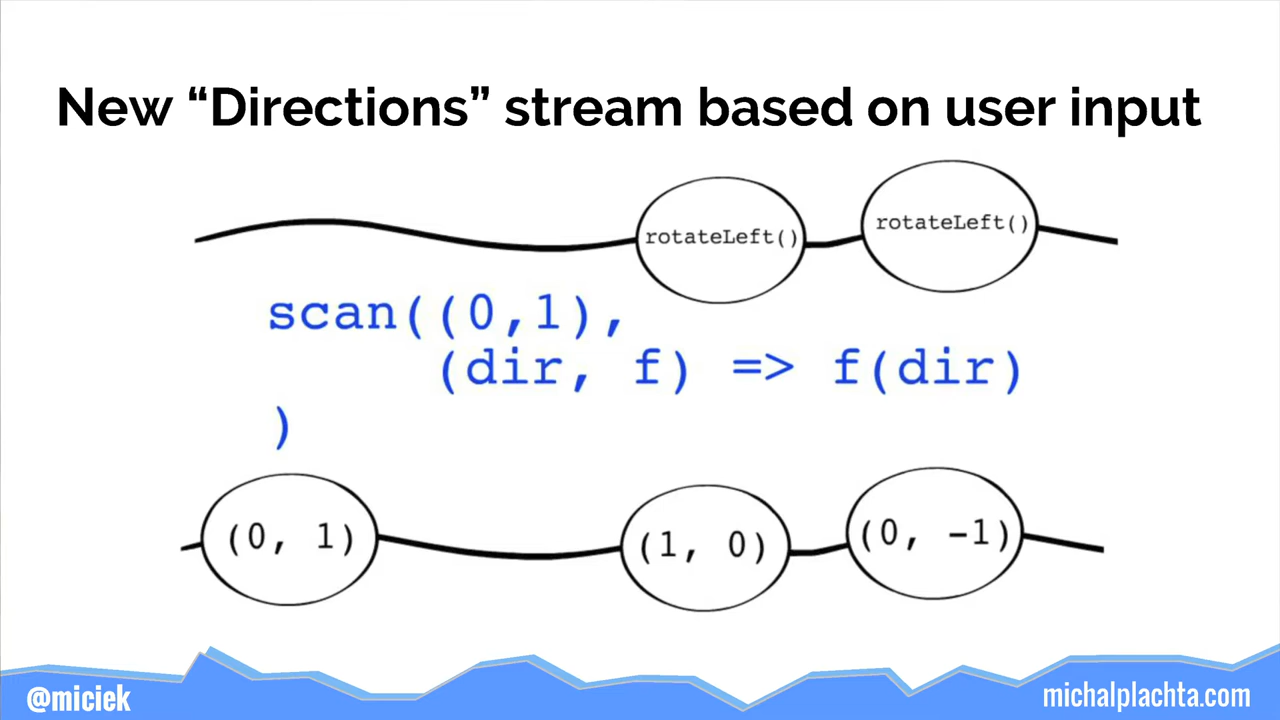 New “Directions” stream based on user input
rotateLeft() rotateLeft()
scan((0,1),
(dir, f) => f(dir)
)
(0, 1) (1, 0) (0, -1)
@miciek michalplachta.com